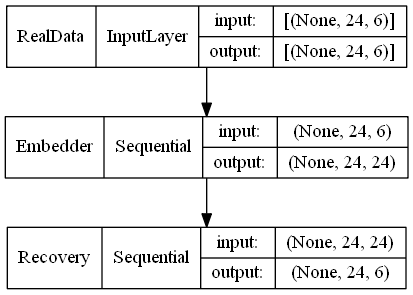 RealData InputLayer input: [(None, 24, 6)]
output: [(None, 24, 6)]
Embedder Sequential input: (None, 24, 6)
output: (None, 24, 24)
Recovery Sequential input: (None, 24, 24)
output: (None, 24, 6)